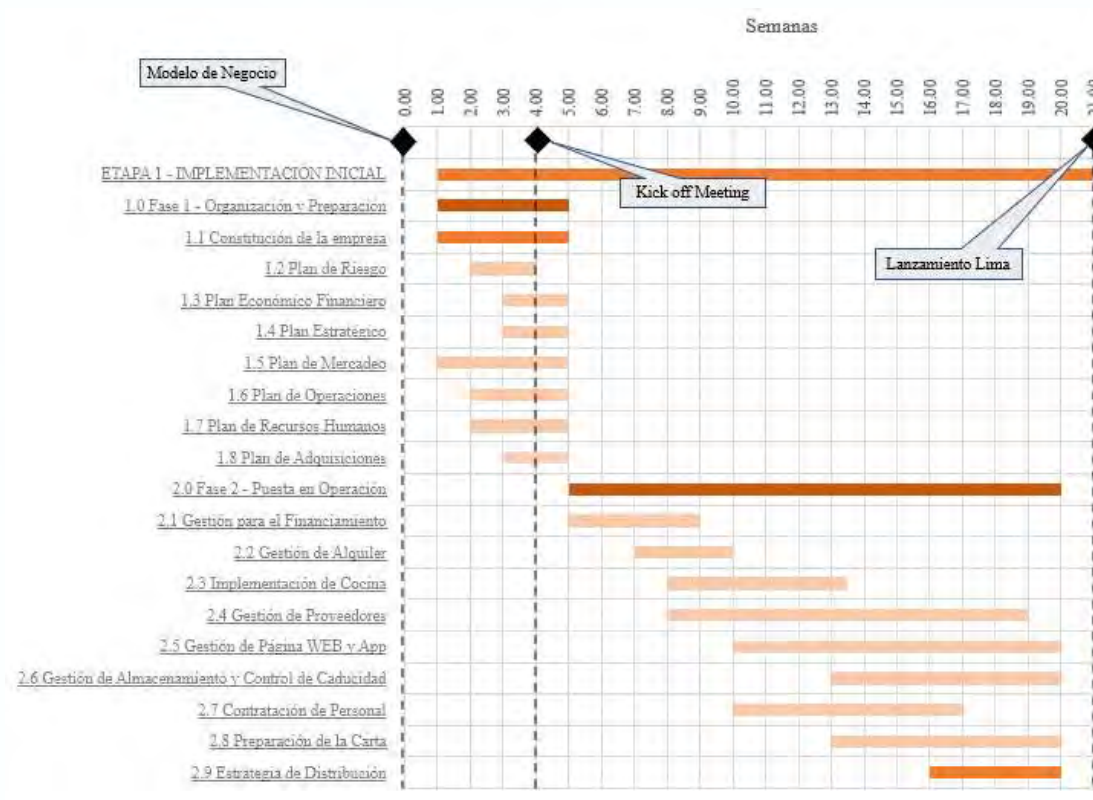 Semanas
Modelo de Negocio
0.00 1.00 2.00 3.00 4.00 5.00 6.00 7.00 8.00 9.00 10.00 11.00 12.00 13.00 14.00 15.00 16.00 17.00 18.00 19.00 20.00 21.00
ETAPA 1 - IMPLEMENTACION INICIAL
Kick off Meeting
1.0 Fase 1 - Organización y Preparación
1.1 Constitución de la empresa
Lanzamiento Lima
1.2 Plan de Riesgo
1.3 Plan Económico Financiero
1.4 Plan Estratégico
1.5 Plan de Mercadeo
1.6 Plan de Operaciones
1.7 Plan de Recursos Humanos
1.8 Plan de Adquisiciones
2.0 Fase 2 - Puesta en Operación
2.1 Gestión para el Financiamiento
2.2 Gestión de Alquiler
2.3 Implementación de Cocina
2.4 Gestión de Proveedores
2.5 Gestión de Página WEB y App
2.6 Gestión de Almacenamiento y Control de Caducidad
2.7 Contratación de Personal
2.8 Preparación de la Carta
2.9 Estrategia de Distribución